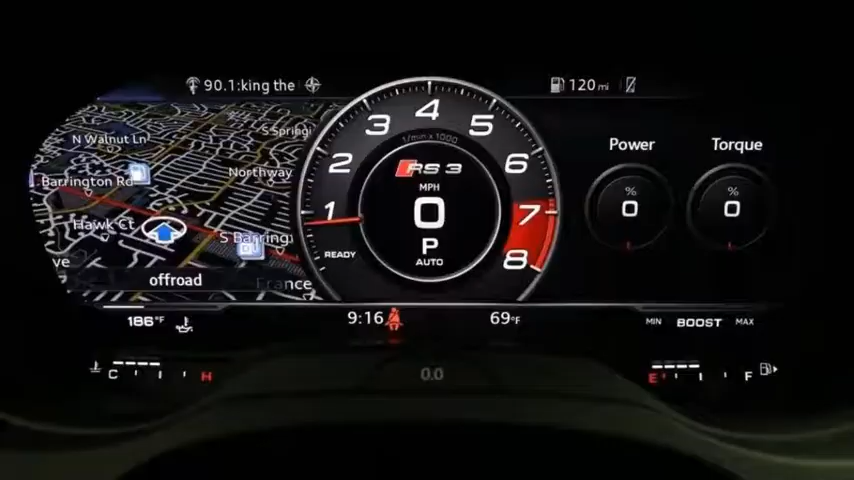 90.1:king the
120 mi
4
3
5
1/min x 1000
2
6
1
7
8
RS 3
MPH
0
P
AUTO
READY
N Walnut Ln
S Springi
Northway
Barrington Rd
Hawk Ct
S Barring
ve
offroad
France
Power
Torque
%
0
%
0
186°F
9:16
69°F
MIN BOOST MAX
C H
0.0
E F